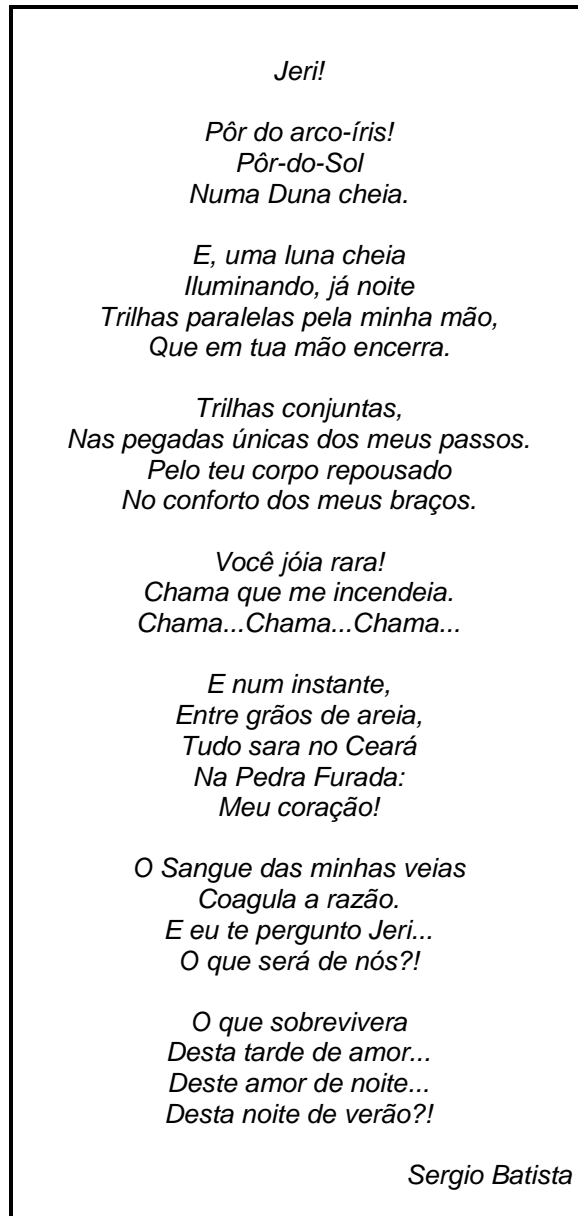 Jeri!
Pôr do arco-íris!
Pôr-do-Sol
Numa Duna cheia.
E, uma luna cheia
Iluminando, já noite
Trilhas paralelas pela minha mão,
Que em tua mão encerra.
Trilhas conjuntas,
Nas pegadas únicas dos meus passos.
Pelo teu corpo repousado
No conforto dos meus braços.
Você jóia rara!
Chama que me incendeia.
Chama...Chama...Chama...
E num instante,
Entre grãos de areia,
Tudo sara no Ceará
Na Pedra Furada:
Meu coração!
O Sangue das minhas veias
Coagula a razão.
E eu te pergunto Jeri...
O que será de nós?!
O que sobrevivera
Desta tarde de amor...
Deste amor de noite...
Desta noite de verão?!
Sergio Batista